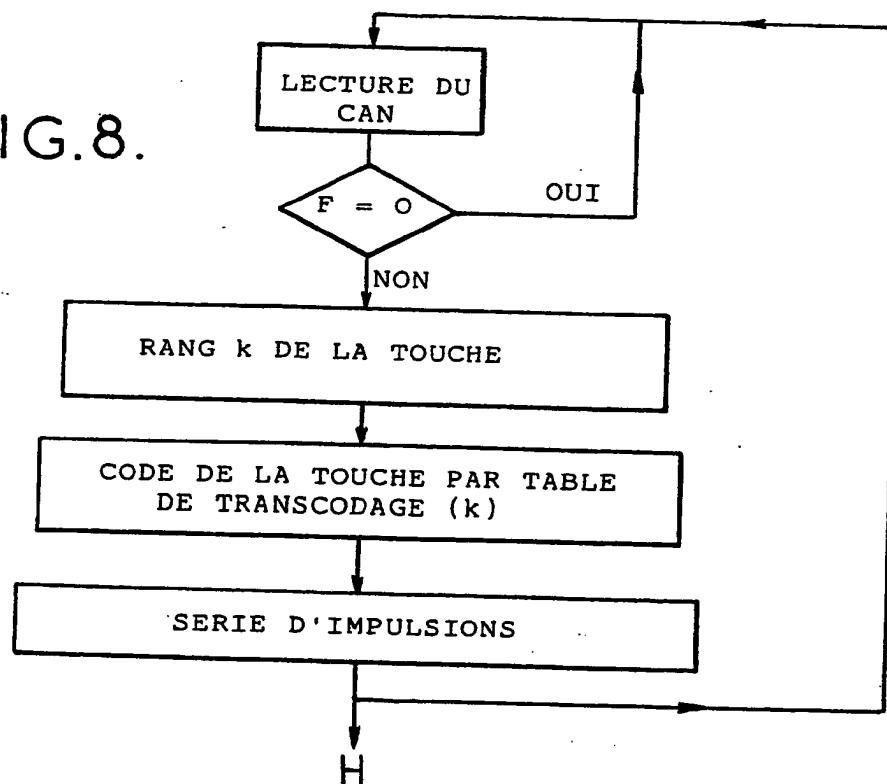 IG.8.
LECTURE DU
CAN
F = O
OUI
NON
RANG k DE LA TOUCHE
CODE DE LA TOUCHE PAR TABLE
DE TRANSCODAGE (k)
SERIE D'IMPULSIONS
H